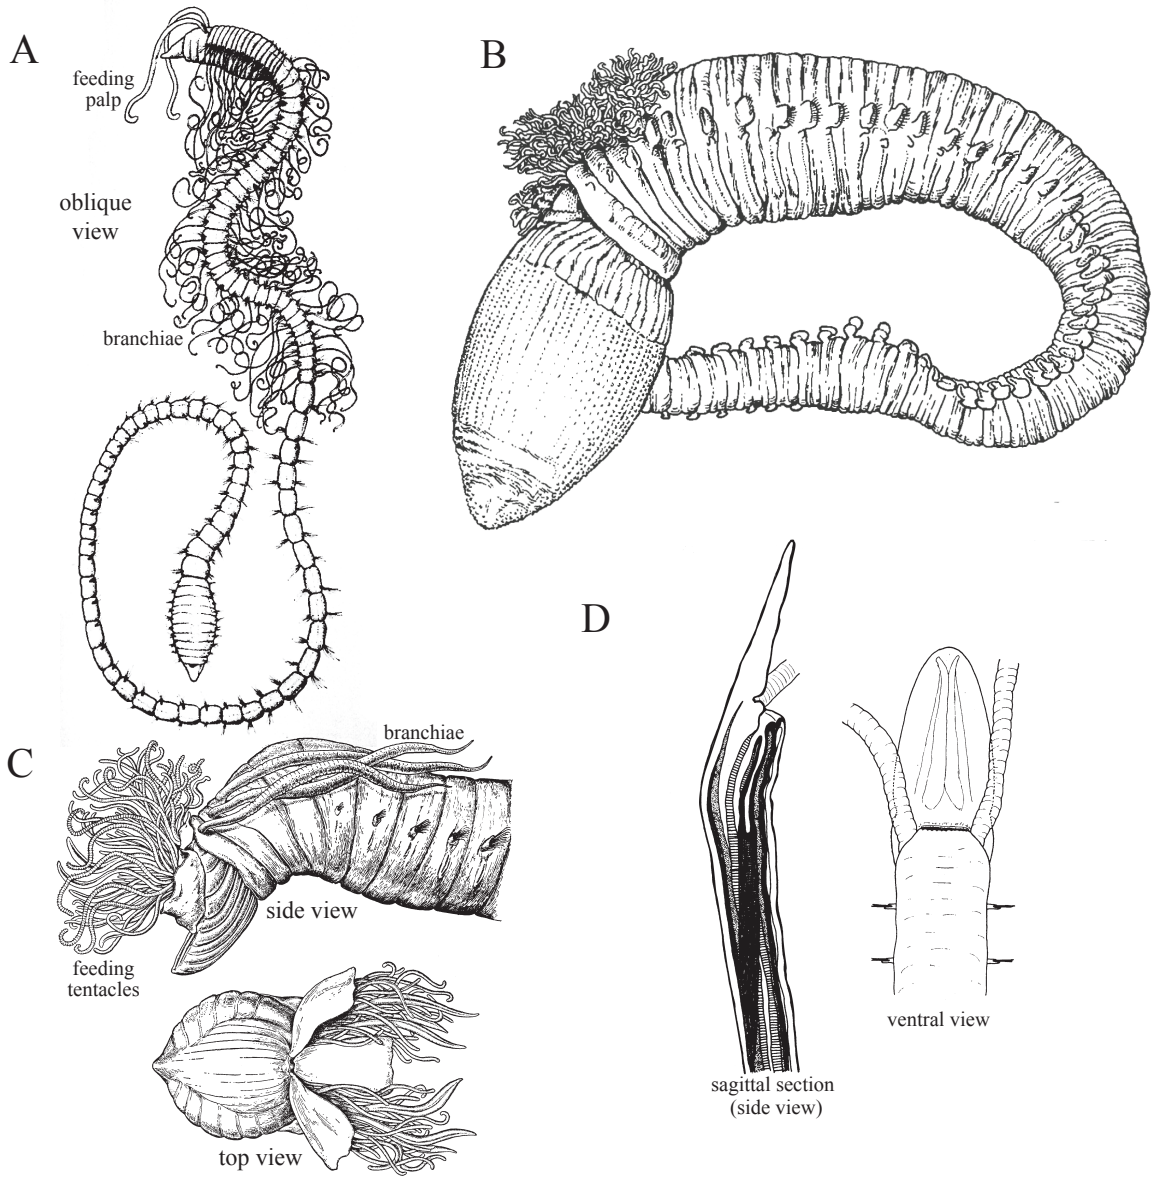 A
feeding
palp
oblique
view
branchiae
B
C
branchiae
side view
feeding
tentacles
top view
D
ventral view
sagittal section
(side view)